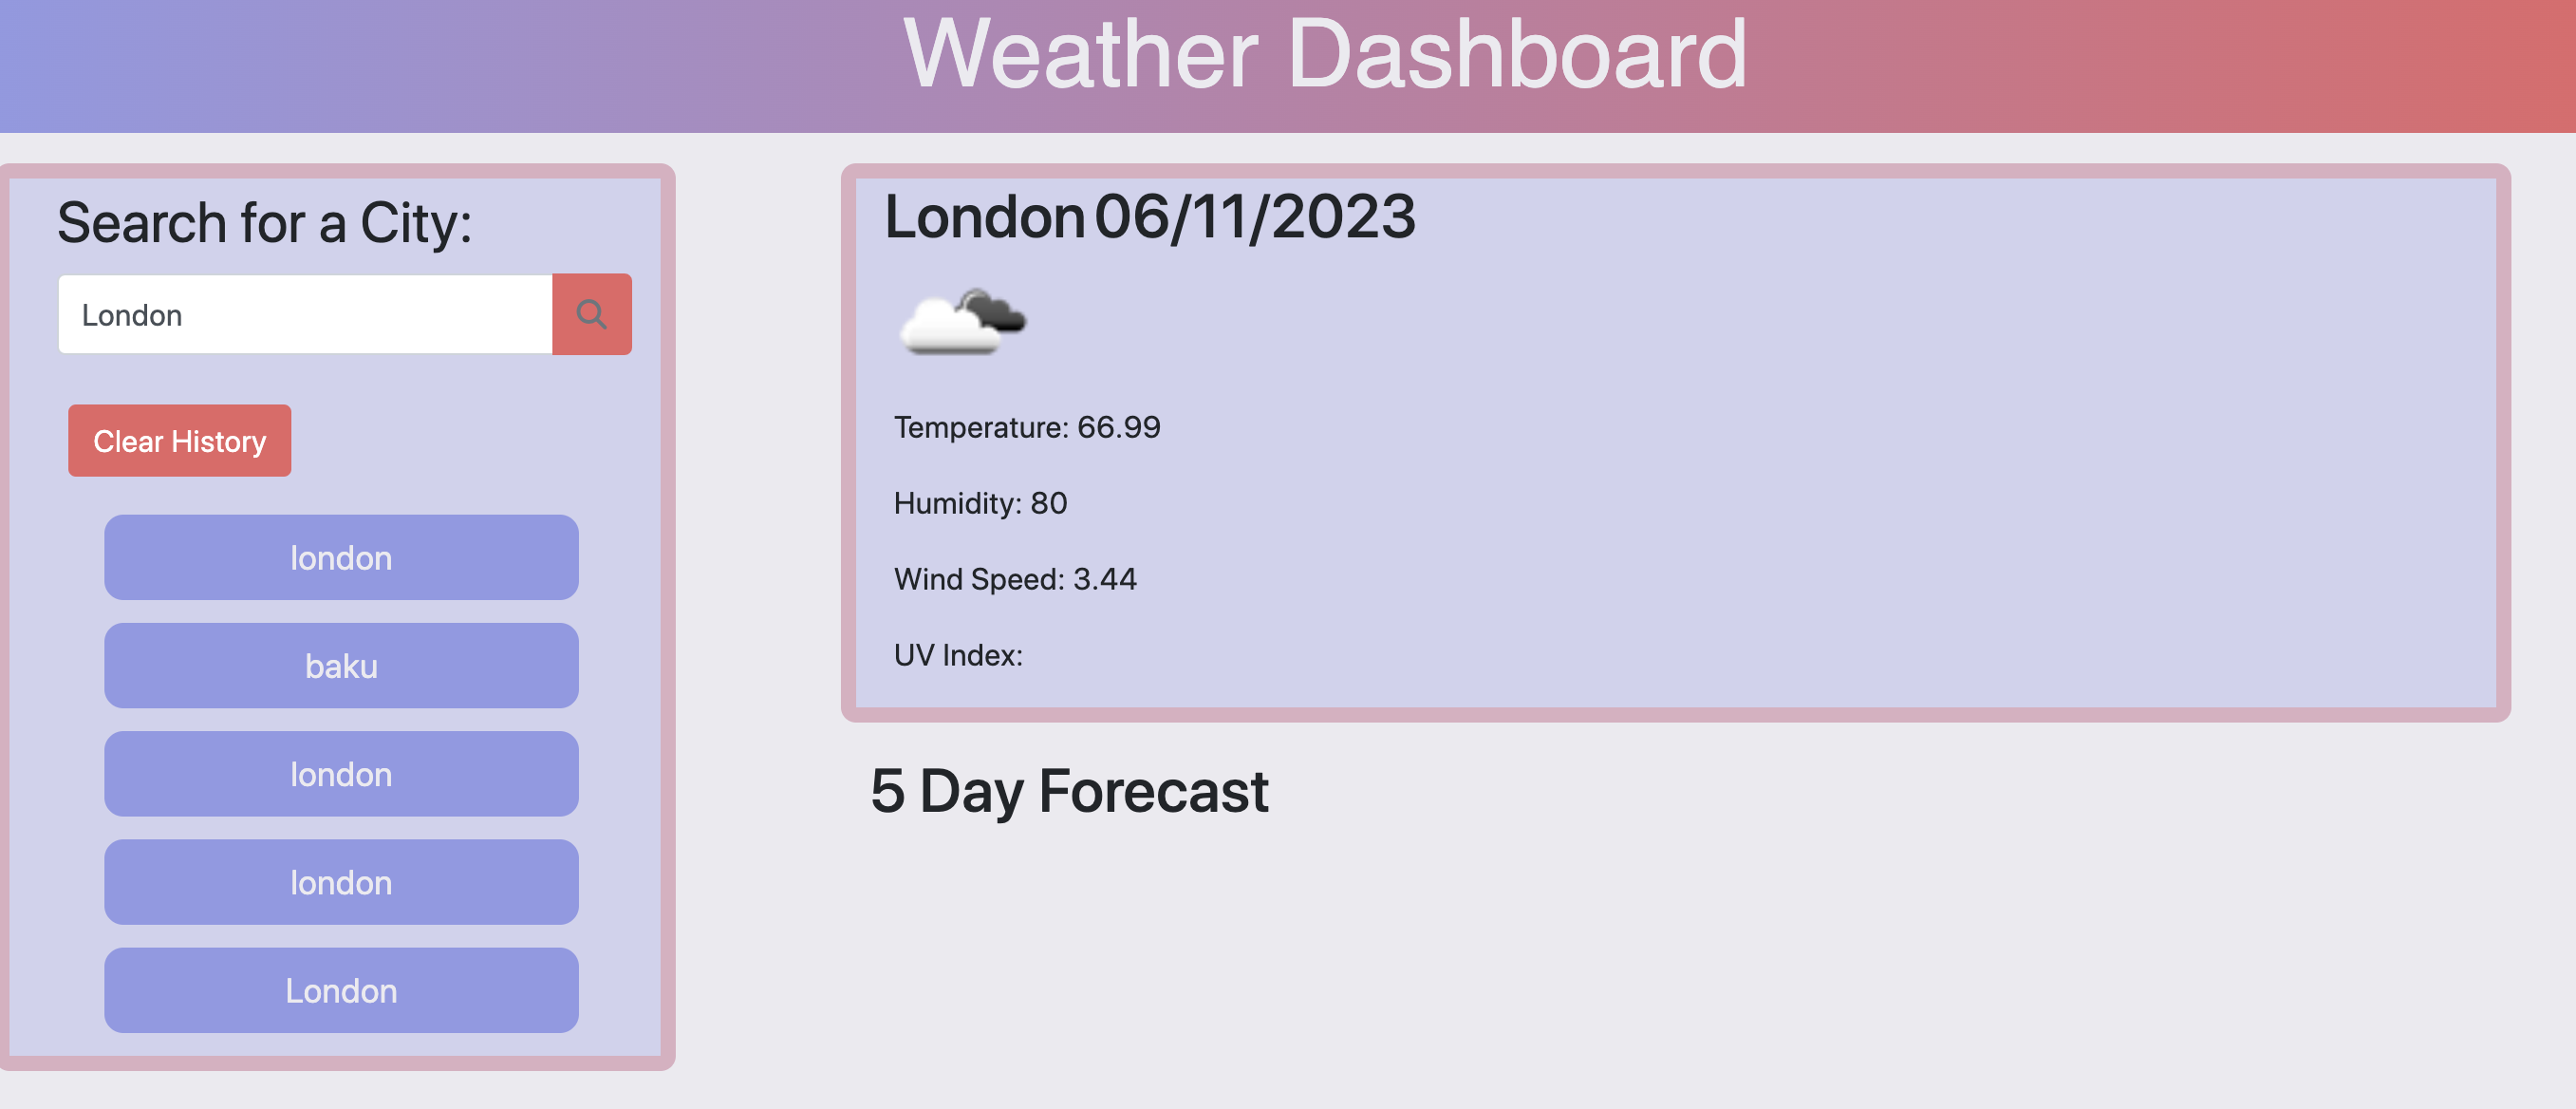 Weather Dashboard
Search for a City:
London
Clear History
london
baku
london
london
London
London 06/11/2023
Temperature: 66.99
Humidity: 80
Wind Speed: 3.44
UV Index:
5 Day Forecast